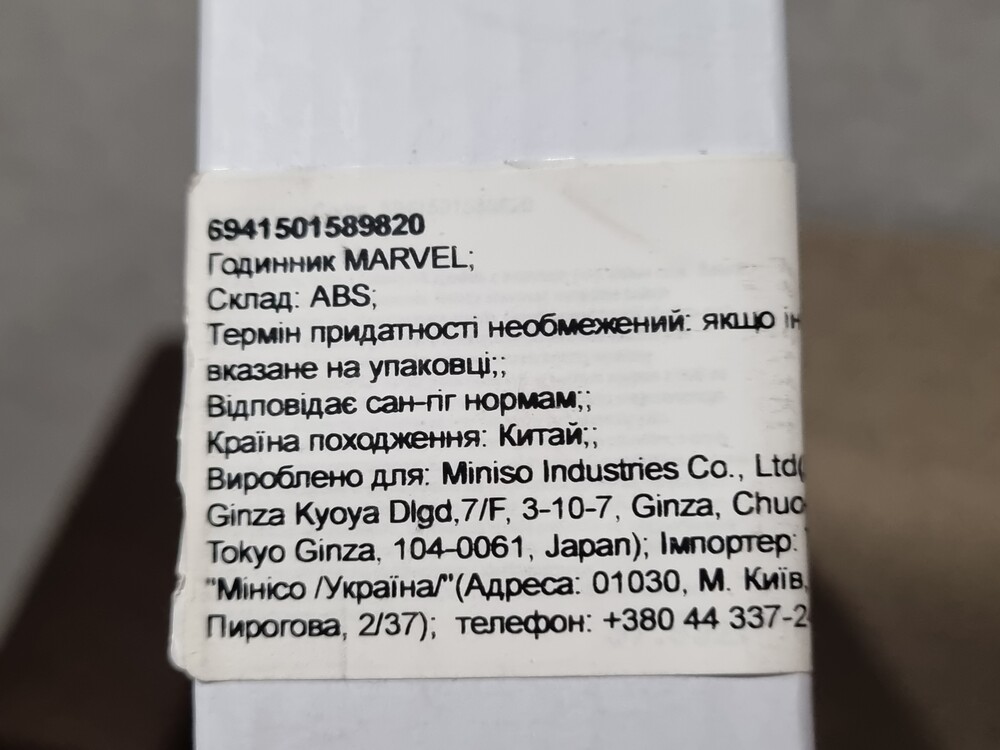 6941501589820
Годинник MARVEL;
Склад: ABS;
Термін придатності необмежений: якщо ін
вказане на упаковці;;
Відповідає сан-гіг нормам;;
Країна походження: Китай;;
Вироблено для: Miniso Industries Co., Ltd(
Ginza Kyoya Dlgd,7/F, 3-10-7, Ginza, Chuo
Tokyo Ginza, 104-0061, Japan); Імпортер:
"Мінісо /Україна/"(Адреса: 01030, М. Київ,
Пирогова, 2/37); телефон: +380 44 337-2